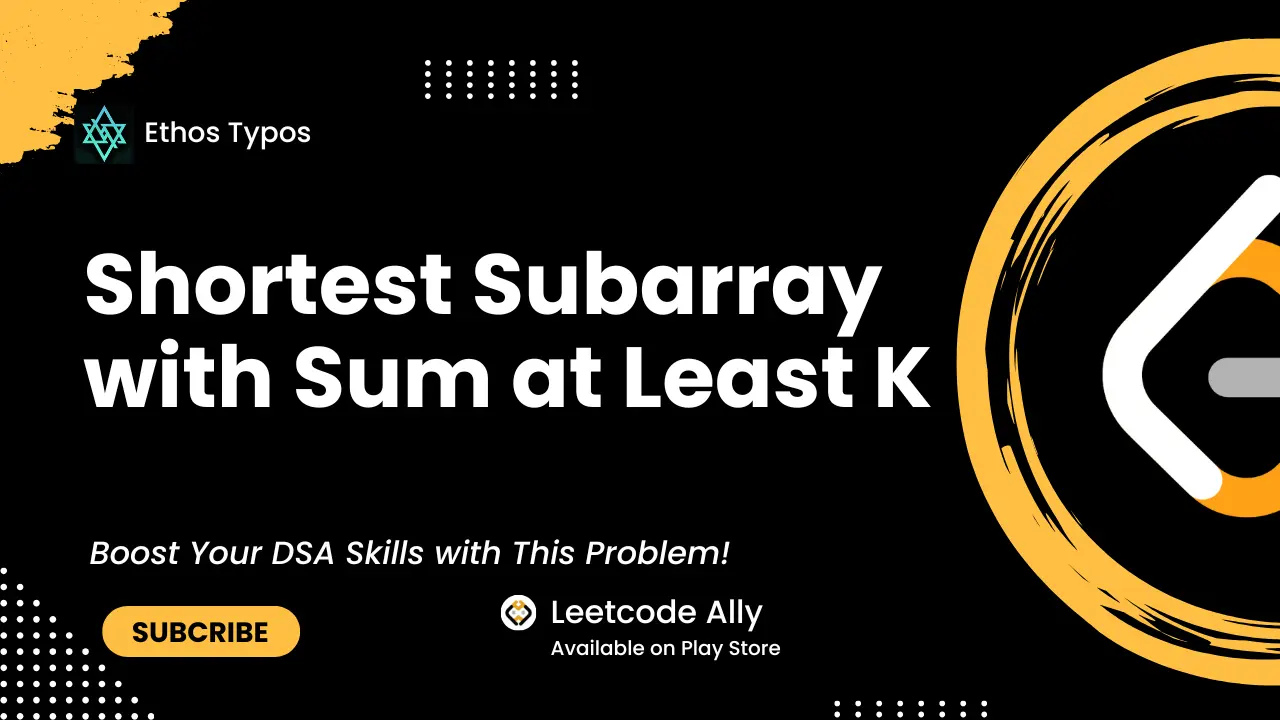 Ethos Typos
Shortest Subarray
with Sum at Least K
Boost Your DSA Skills with This Problem!
SUBCRIBE
Leetcode Ally
Available on Play Store